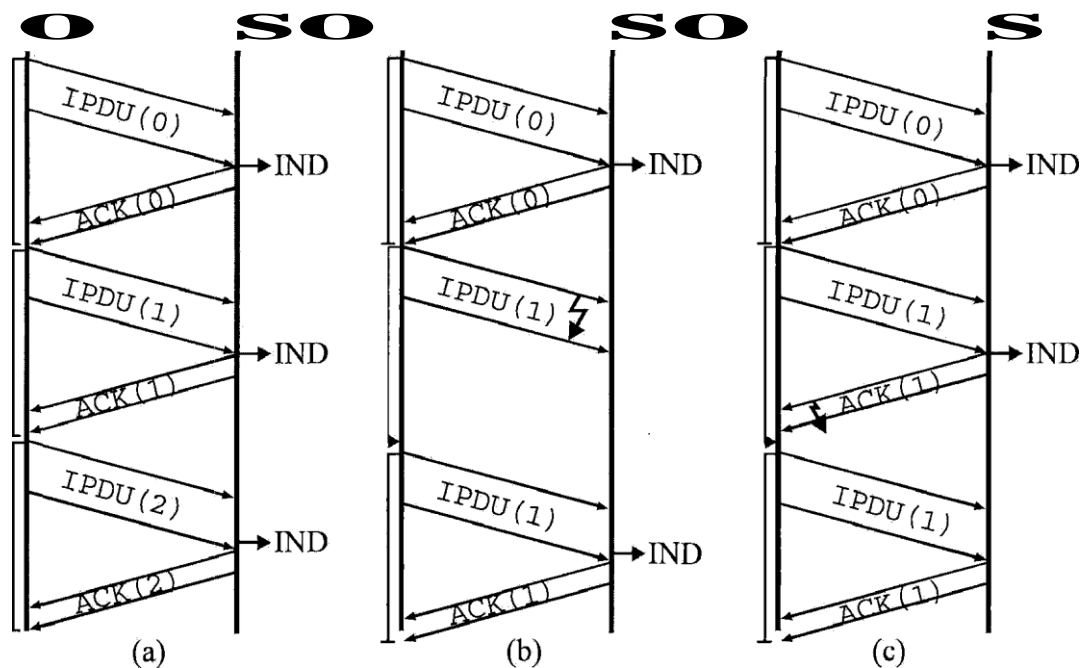 O SO SO S
IPDU(0) IPDU(0) IPDU(0)
IND IND IND
ACK(0) ACK(0) ACK(0)
IPDU(1) IPDU(1) IPDU(1)
IND IND
ACK(1) ACK(1)
IPDU(2) IPDU(1) IPDU(1)
IND IND
ACK(2) ACK(1) ACK(1)
(a) (b) (c)